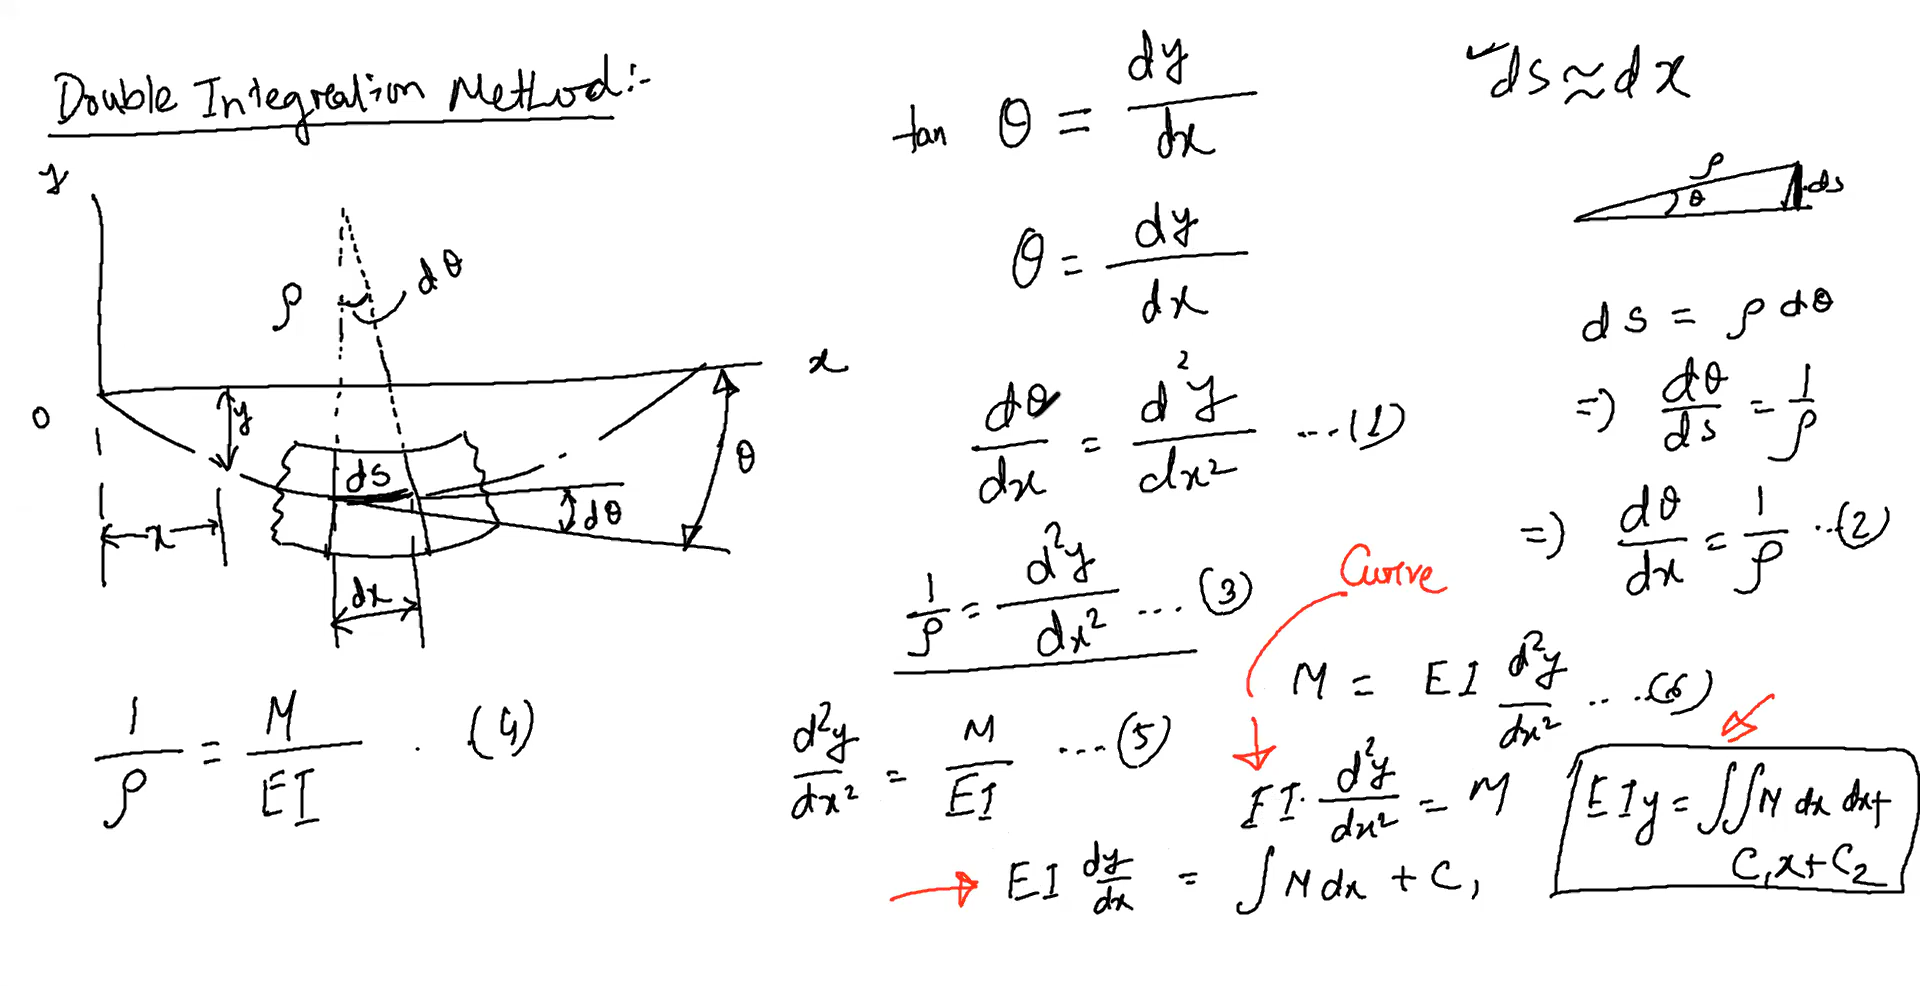 Double Integration Method:-
y
ρ
dθ
x
0
y
ds
θ
dθ
x
dx
1/ρ = M/EI . (4)
tan θ = dy/dx
θ = dy/dx
dθ/dx = d²y/dx² ...(1)
1/ρ = d²y/dx² ... (3)
d²y/dx² = M/EI ...(5)
ds ≈ dx
ρ
θ
ds
ds = ρ dθ
=) dθ/ds = 1/ρ
=) dθ/dx = 1/ρ ..(2)
Curve
M = EI d²y/dx² ....(6)
EI. d²y/dx² = M
EI dy/dx = ∫ M dx + C₁
EIy = ∫∫ M dx dx +
C₁x + C₂